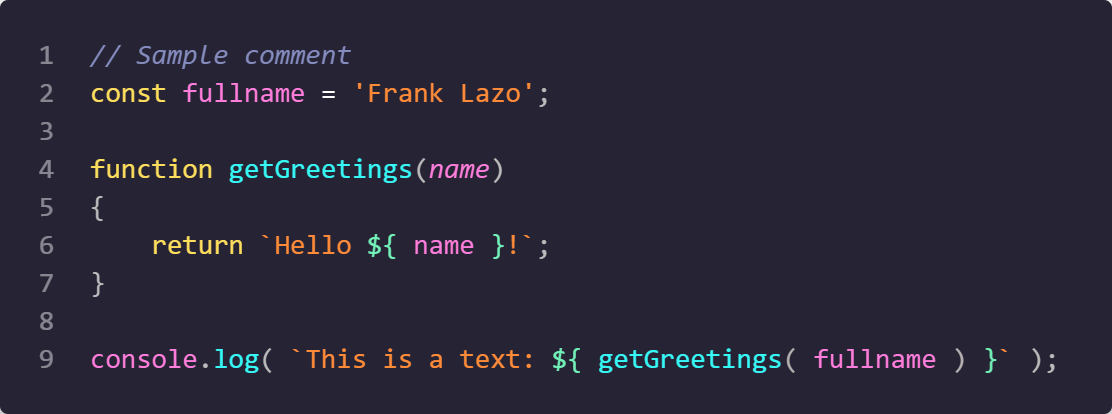 1 // Sample comment
2 const fullname = 'Frank Lazo';
3
4 function getGreetings(name)
5 {
6     return `Hello ${ name }!`;
7 }
8
9 console.log( `This is a text: ${ getGreetings( fullname ) }` );